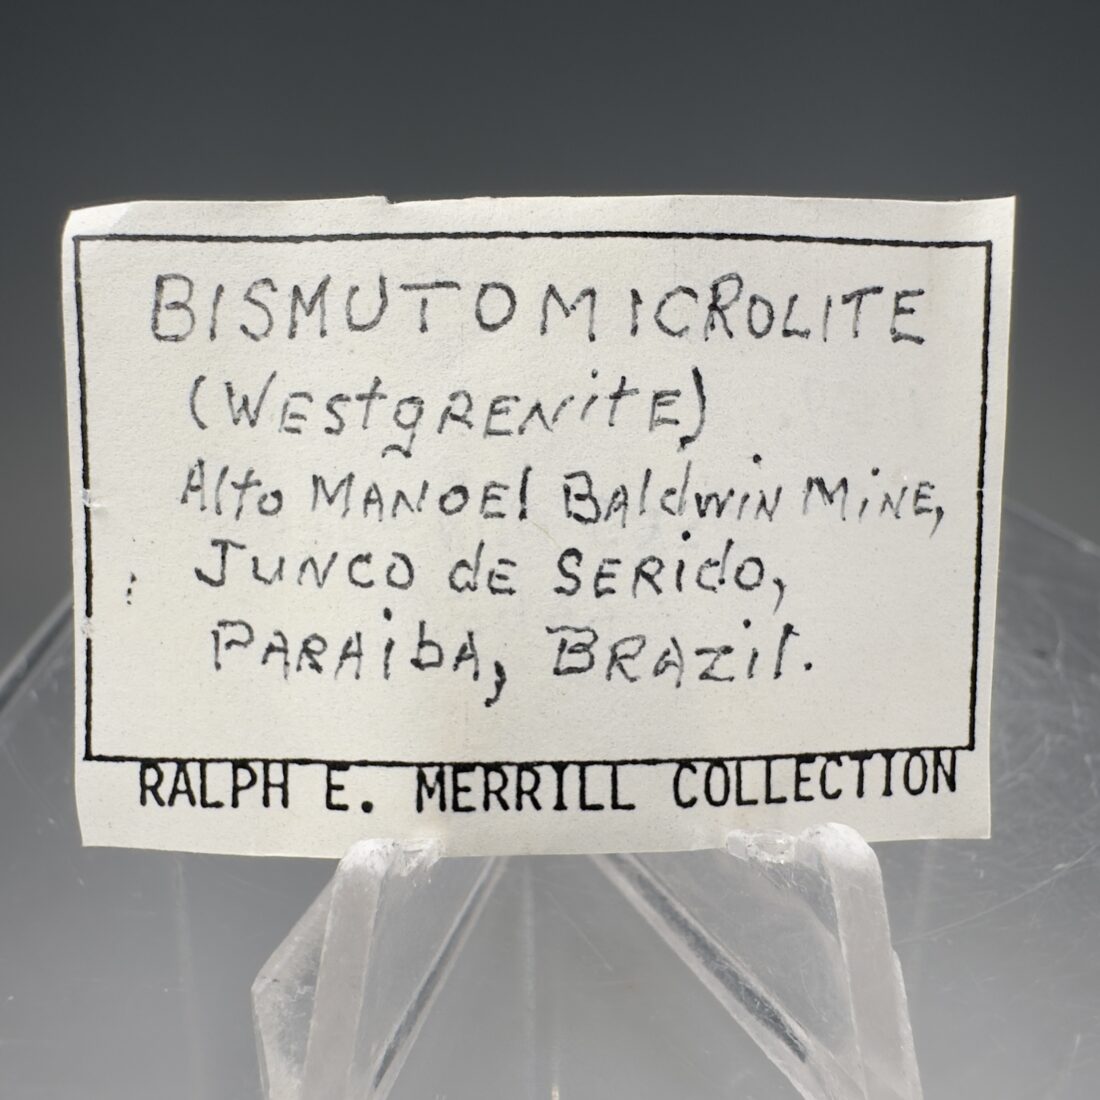 BISMUTOMICROLITE
(WEStgRENitE)
Alto MANOEl BAldwiN MiNE,
JUNCO dE SERido,
PARAibA, BRAZil.
RALPH E. MERRILL COLLECTION